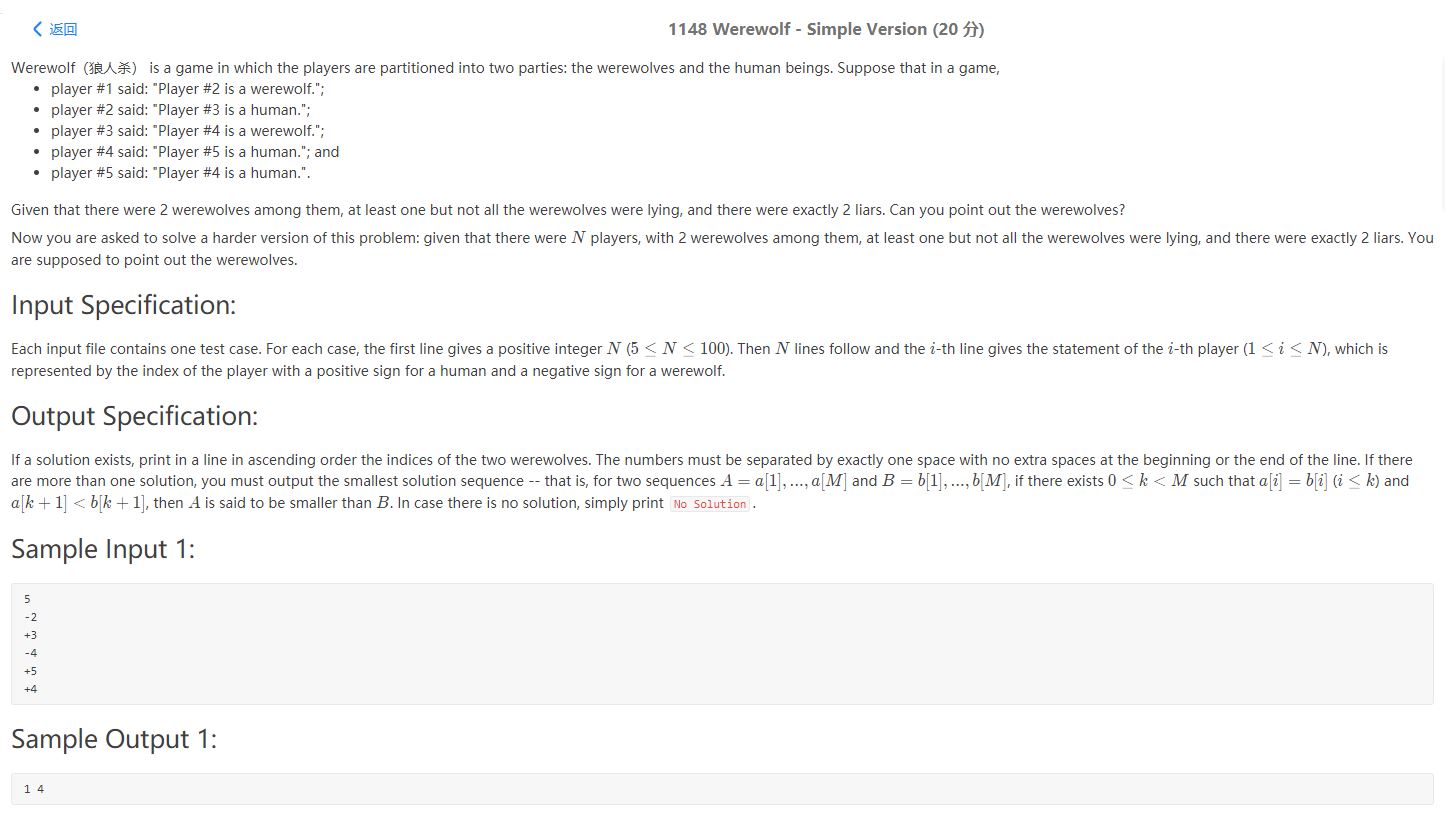 返回
1148 Werewolf - Simple Version (20 分)
Werewolf（狼人杀） is a game in which the players are partitioned into two parties: the werewolves and the human beings. Suppose that in a game,
• player #1 said: "Player #2 is a werewolf.";
• player #2 said: "Player #3 is a human.";
• player #3 said: "Player #4 is a werewolf.";
• player #4 said: "Player #5 is a human."; and
• player #5 said: "Player #4 is a human.".
Given that there were 2 werewolves among them, at least one but not all the werewolves were lying, and there were exactly 2 liars. Can you point out the werewolves?
Now you are asked to solve a harder version of this problem: given that there were N players, with 2 werewolves among them, at least one but not all the werewolves were lying, and there were exactly 2 liars. You
are supposed to point out the werewolves.
Input Specification:
Each input file contains one test case. For each case, the first line gives a positive integer N (5 ≤ N ≤ 100). Then N lines follow and the i-th line gives the statement of the i-th player (1 ≤ i ≤ N), which is
represented by the index of the player with a positive sign for a human and a negative sign for a werewolf.
Output Specification:
If a solution exists, print in a line in ascending order the indices of the two werewolves. The numbers must be separated by exactly one space with no extra spaces at the beginning or the end of the line. If there
are more than one solution, you must output the smallest solution sequence -- that is, for two sequences A = a[1],...,a[M] and B = b[1],...,b[M], if there exists 0 ≤ k < M such that a[i] = b[i] (i ≤ k) and
a[k + 1] < b[k + 1], then A is said to be smaller than B. In case there is no solution, simply print No Solution .
Sample Input 1:
5
-2
+3
-4
+5
+4
Sample Output 1:
1 4